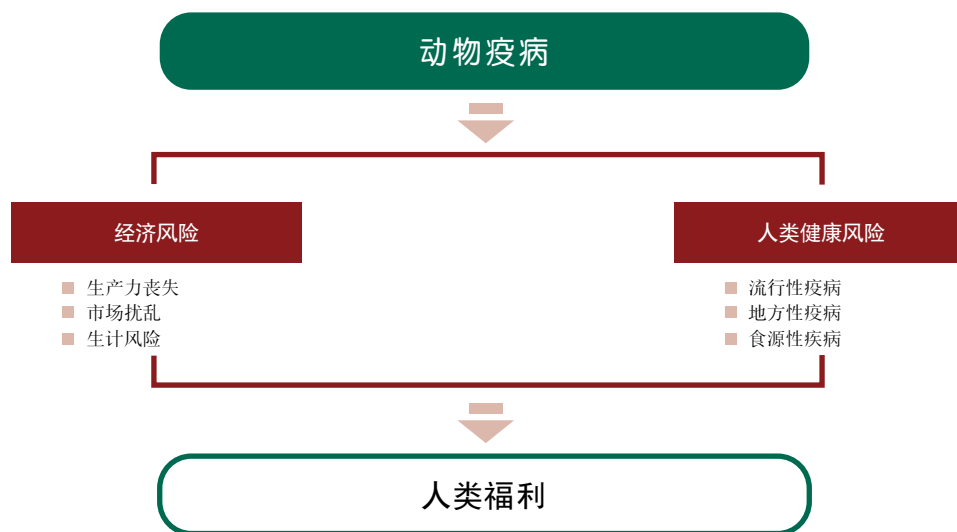 动物疫病
经济风险
生产力丧失
市场扰乱
生计风险
人类健康风险
流行性疫病
地方性疫病
食源性疾病
人类福利